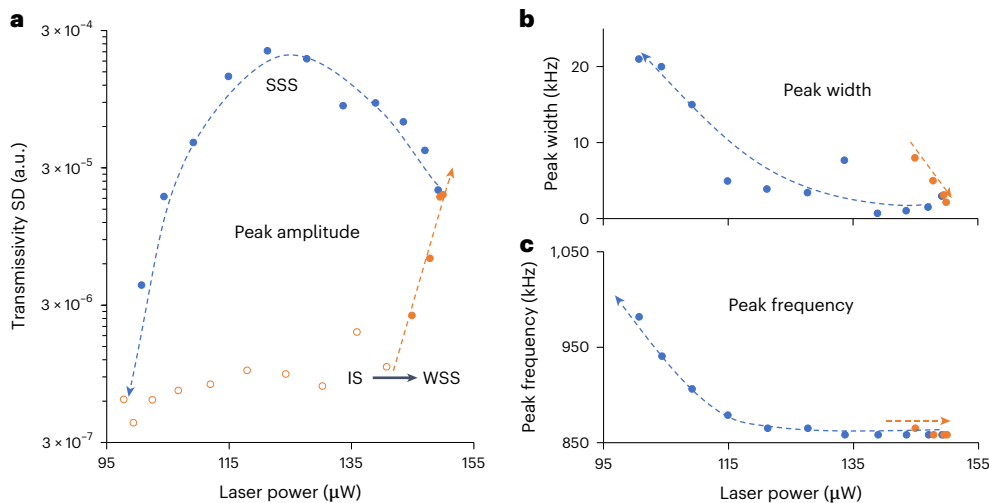 a
3 × 10⁻⁴
3 × 10⁻⁵
3 × 10⁻⁶
3 × 10⁻⁷
Transmissivity SD (a.u.)
SSS
Peak amplitude
IS
WSS
95
115
135
155
Laser power (μW)
b
20
10
0
Peak width (kHz)
Peak width
c
1,050
950
850
Peak frequency (kHz)
Peak frequency
95
115
135
155
Laser power (μW)